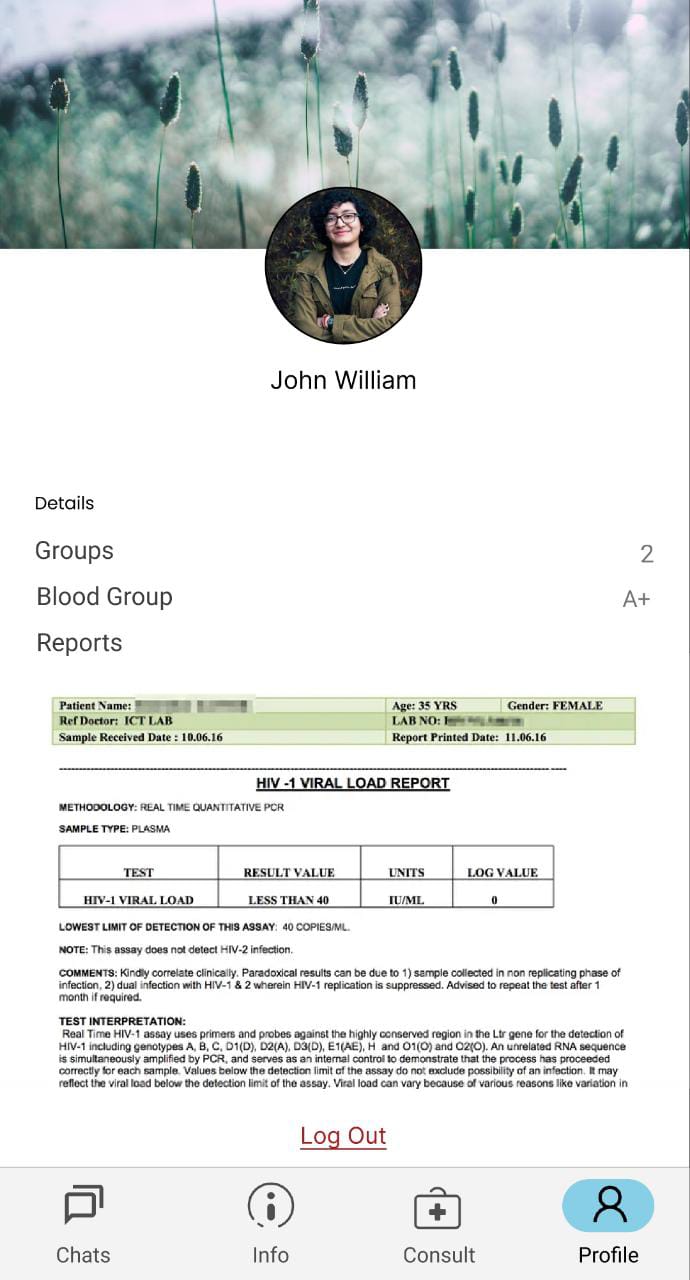 John William
Details
Groups 2
Blood Group A+
Reports
Patient Name: Age: 35 YRS Gender: FEMALE
Ref Doctor: ICT LAB LAB NO:
Sample Received Date : 10.06.16 Report Printed Date: 11.06.16
HIV -1 VIRAL LOAD REPORT
METHODOLOGY: REAL TIME QUANTITATIVE PCR
SAMPLE TYPE: PLASMA
TEST RESULT VALUE UNITS LOG VALUE
HIV-1 VIRAL LOAD LESS THAN 40 IU/ML 0
LOWEST LIMIT OF DETECTION OF THIS ASSAY: 40 COPIES/ML.
NOTE: This assay does not detect HIV-2 infection.
COMMENTS: Kindly correlate clinically. Paradoxical results can be due to 1) sample collected in non replicating phase of
infection, 2) dual infection with HIV-1 & 2 wherein HIV-1 replication is suppressed. Advised to repeat the test after 1
month if required.
TEST INTERPRETATION:
Real Time HIV-1 assay uses primers and probes against the highly conserved region in the Ltr gene for the detection of
HIV-1 including genotypes A, B, C, D1(D), D2(A), D3(D), E1(AE), H and O1(O) and O2(O). An unrelated RNA sequence
is simultaneously amplified by PCR, and serves as an internal control to demonstrate that the process has proceeded
correctly for each sample. Values below the detection limit of the assay do not exclude possibility of an infection. It may
reflect the viral load below the detection limit of the assay. Viral load can vary because of various reasons like variation in
Log Out
Chats Info Consult Profile